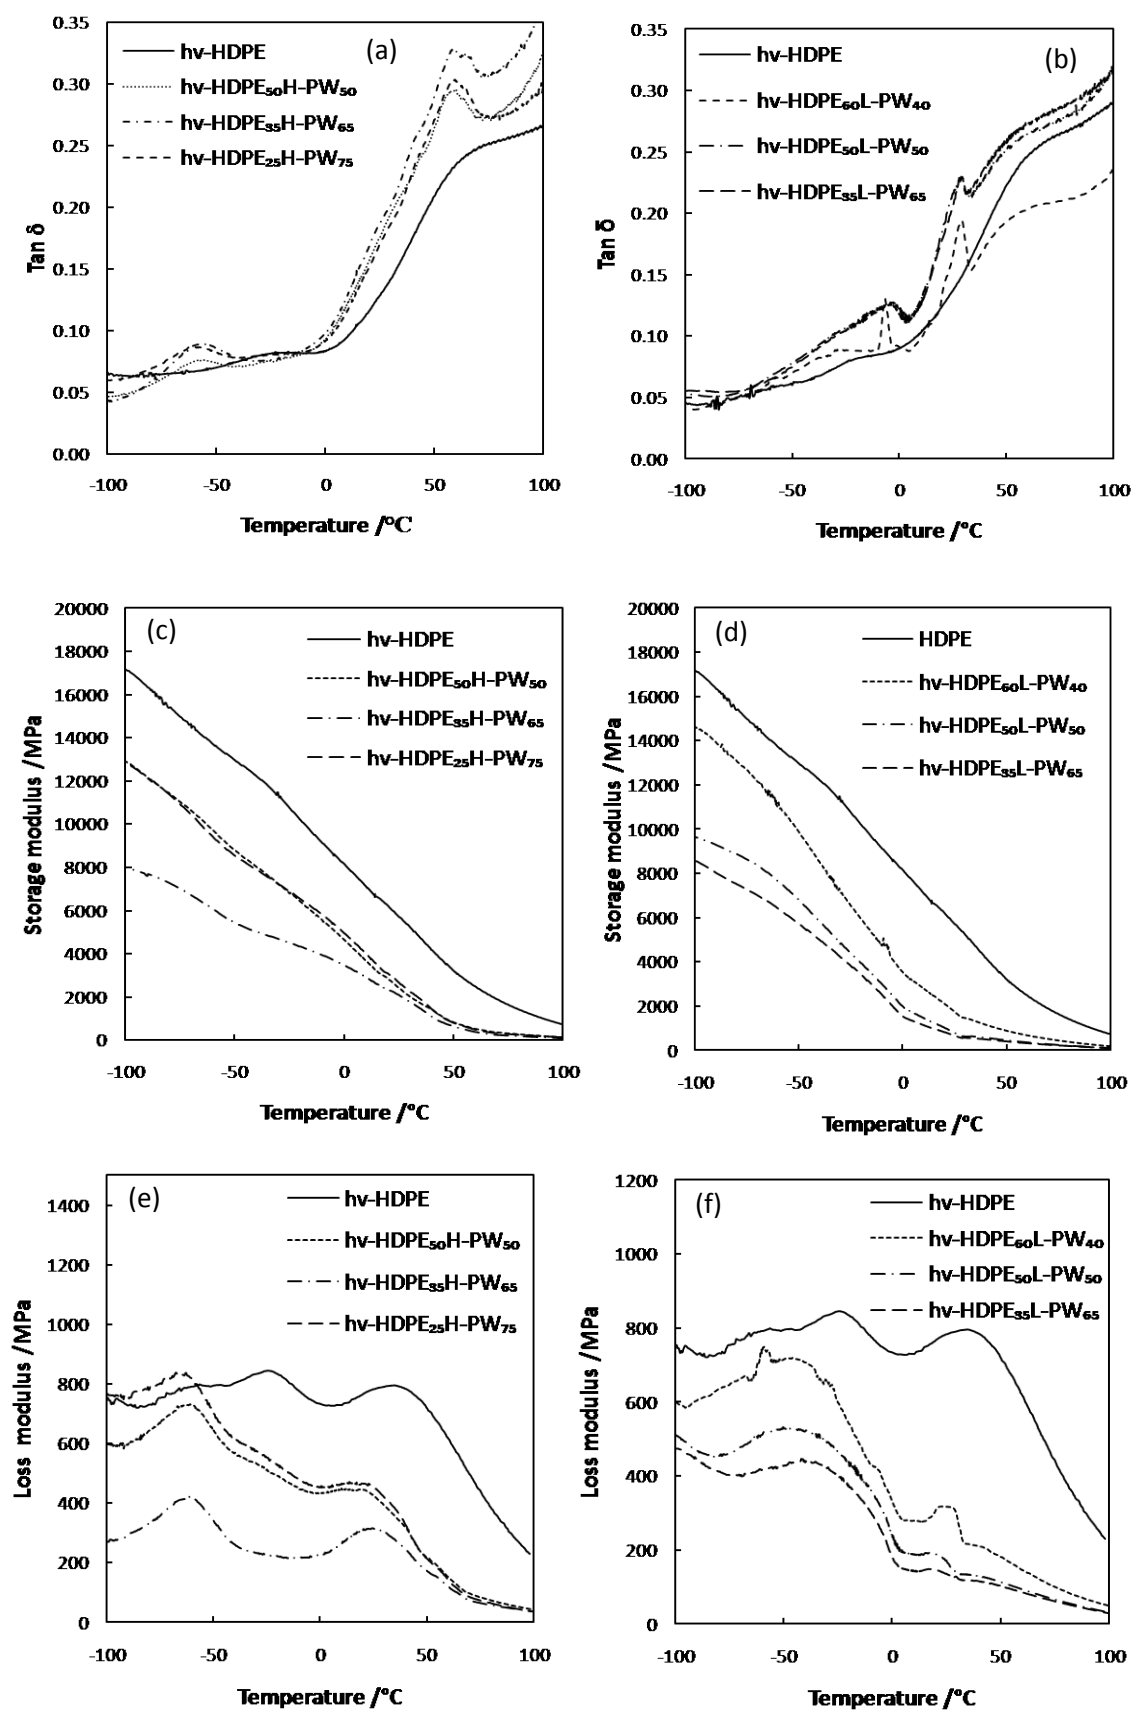 (a)
hv-HDPE
hv-HDPE₅₀H-PW₅₀
hv-HDPE₃₅H-PW₆₅
hv-HDPE₂₅H-PW₇₅
Tan δ
0.35
0.30
0.25
0.20
0.15
0.10
0.05
0.00
-100 -50 0 50 100
Temperature /°C
(b)
hv-HDPE
hv-HDPE₆₀L-PW₄₀
hv-HDPE₅₀L-PW₅₀
hv-HDPE₃₅L-PW₆₅
Tan δ
0.35
0.30
0.25
0.20
0.15
0.10
0.05
0.00
-100 -50 0 50 100
Temperature /°C
(c)
hv-HDPE
hv-HDPE₅₀H-PW₅₀
hv-HDPE₃₅H-PW₆₅
hv-HDPE₂₅H-PW₇₅
Storage modulus /MPa
20000
18000
16000
14000
12000
10000
8000
6000
4000
2000
0
-100 -50 0 50 100
Temperature /°C
(d)
HDPE
hv-HDPE₆₀L-PW₄₀
hv-HDPE₅₀L-PW₅₀
hv-HDPE₃₅L-PW₆₅
Storage modulus /MPa
20000
18000
16000
14000
12000
10000
8000
6000
4000
2000
0
-100 -50 0 50 100
Temperature /°C
(e)
hv-HDPE
hv-HDPE₅₀H-PW₅₀
hv-HDPE₃₅H-PW₆₅
hv-HDPE₂₅H-PW₇₅
Loss modulus /MPa
1400
1200
1000
800
600
400
200
0
-100 -50 0 50 100
Temperature /°C
(f)
hv-HDPE
hv-HDPE₆₀L-PW₄₀
hv-HDPE₅₀L-PW₅₀
hv-HDPE₃₅L-PW₆₅
Loss modulus /MPa
1200
1000
800
600
400
200
0
-100 -50 0 50 100
Temperature /°C